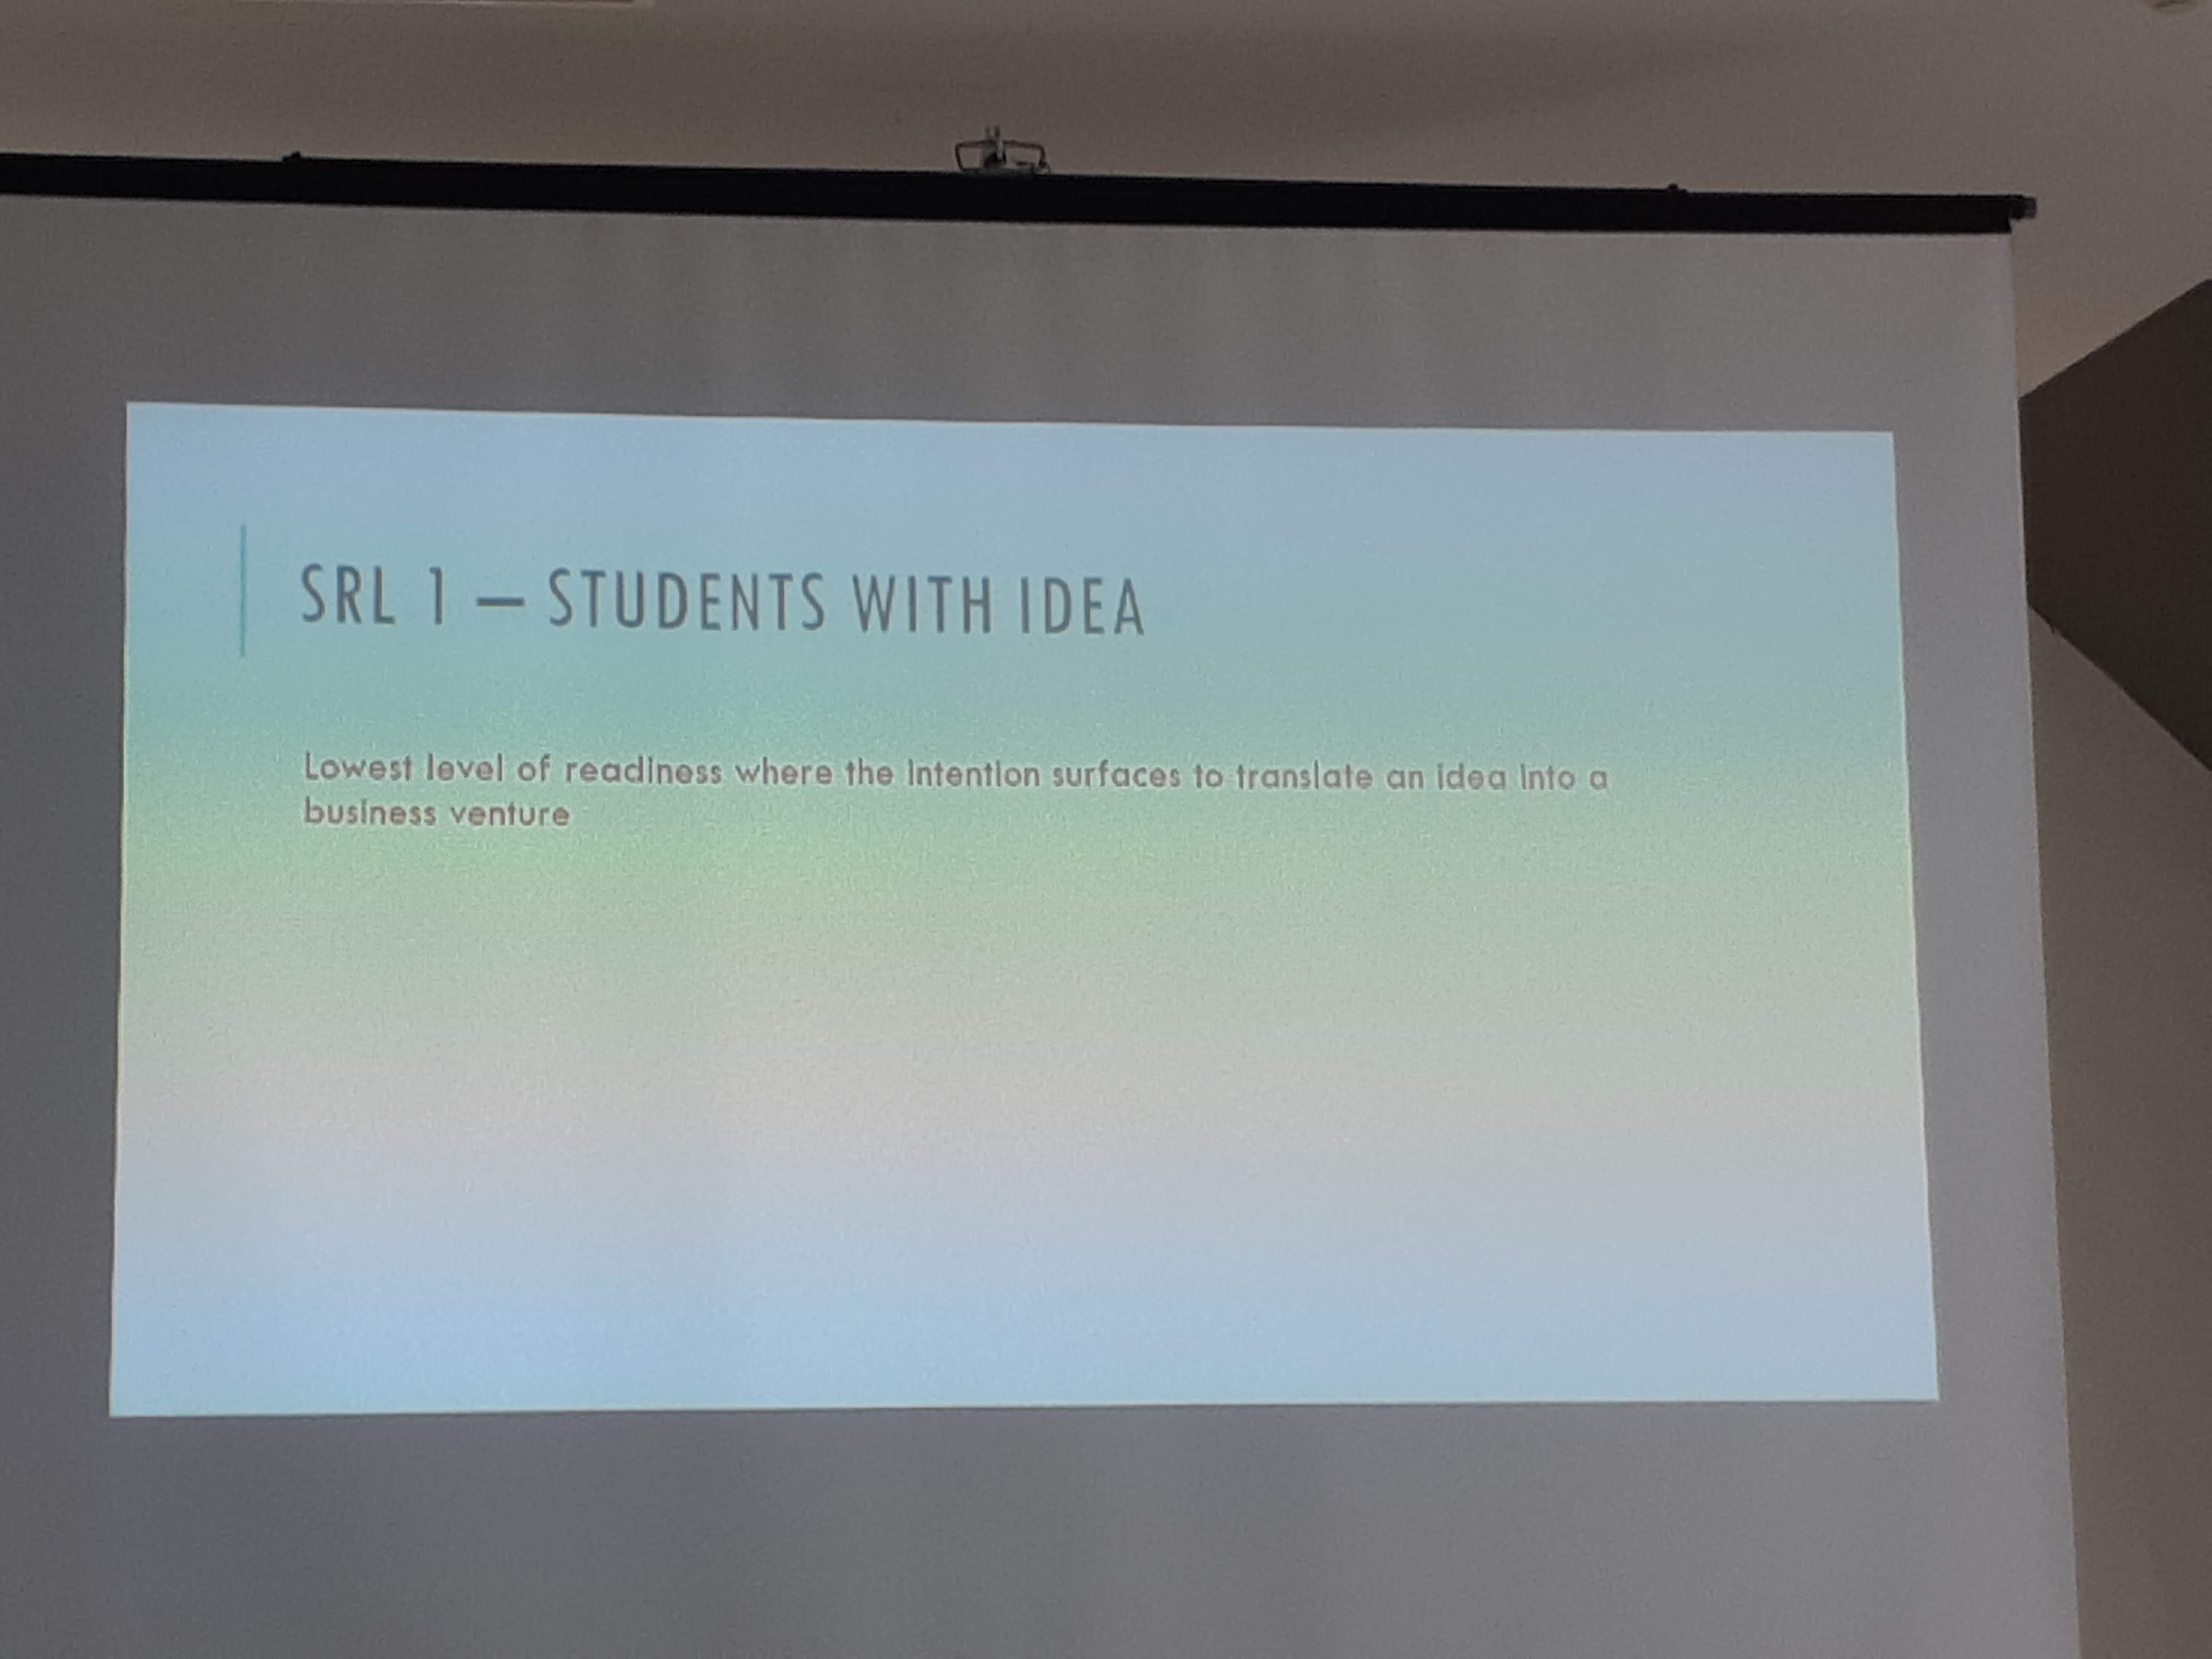 SRL 1 – STUDENTS WITH IDEA
Lowest level of readiness where the intention surfaces to translate an idea into a
business venture